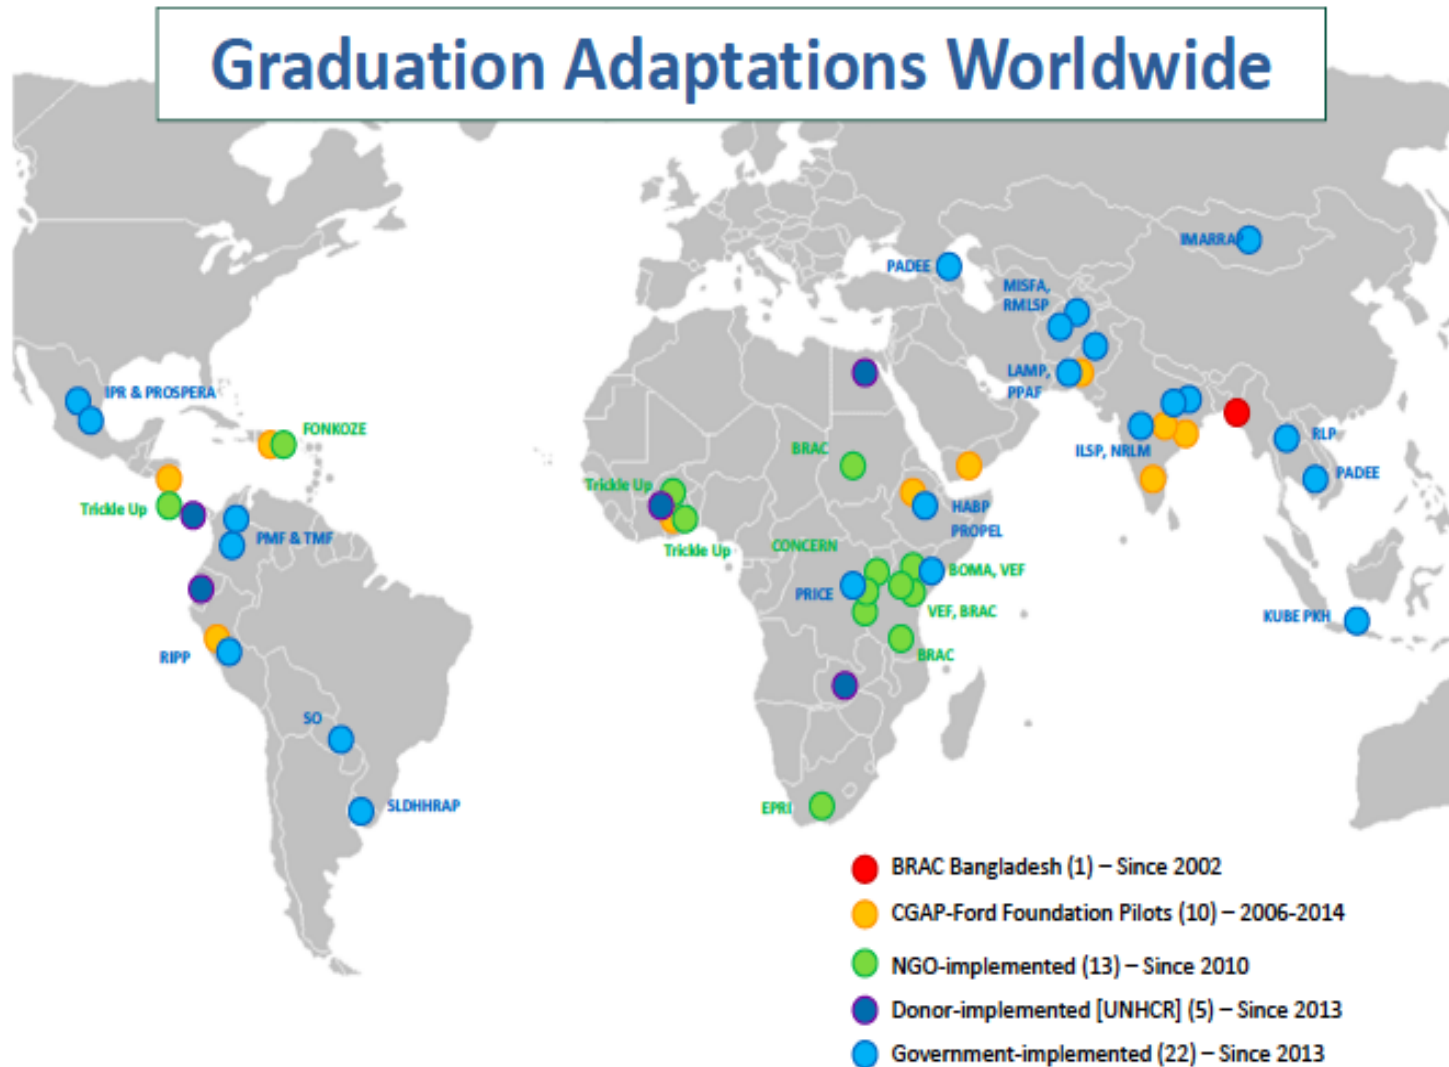 Graduation Adaptations Worldwide
IMARRAP
PADEE
MISFA,
RMLSP
LAMP,
PPAF
IPR & PROSPERA
FONKOZE
BRAC
ILSP, NRLM
RLP
PADEE
Trickle Up
Trickle Up
HABP
PROPEL
PMF & TMF
Trickle Up
CONCERN
BOMA, VEF
PRICE
VEF, BRAC
KUBE PKH
RIPP
BRAC
SO
SLDHHRAP
EPRI
BRAC Bangladesh (1) – Since 2002
CGAP-Ford Foundation Pilots (10) – 2006-2014
NGO-implemented (13) – Since 2010
Donor-implemented [UNHCR] (5) – Since 2013
Government-implemented (22) – Since 2013